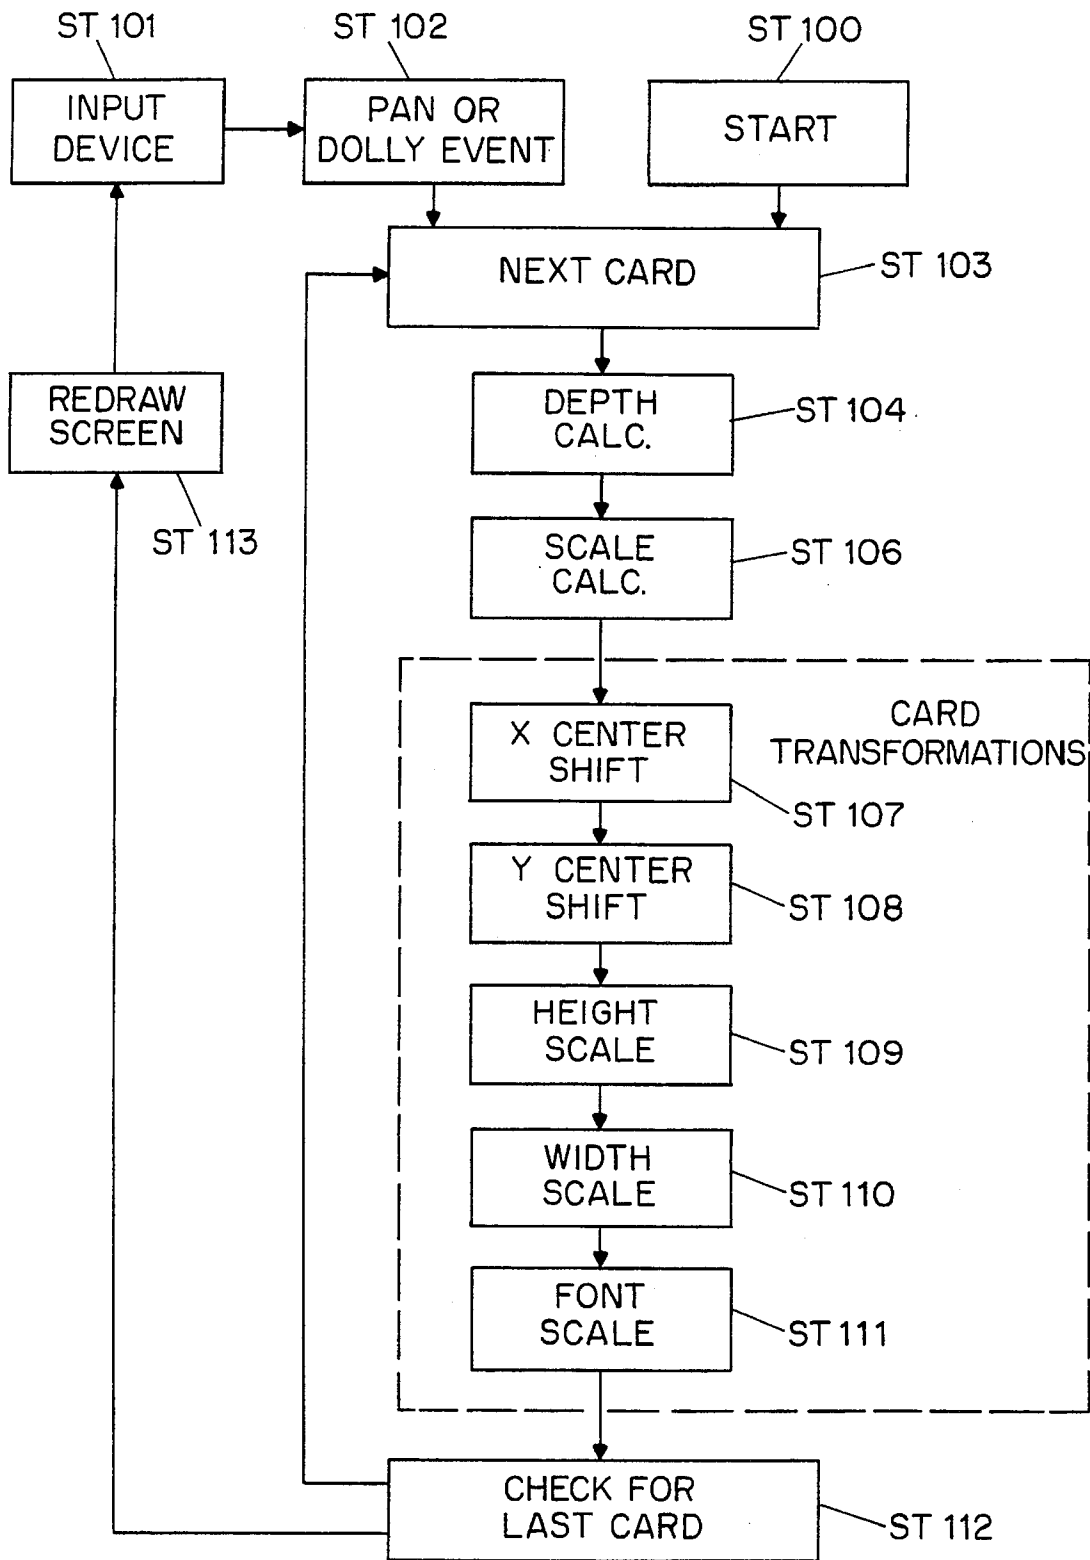 ST 101
ST 102
ST 100
INPUT
DEVICE
PAN OR
DOLLY EVENT
START
NEXT CARD
ST 103
REDRAW
SCREEN
ST 113
DEPTH
CALC.
ST 104
SCALE
CALC.
ST 106
CARD
TRANSFORMATIONS
X CENTER
SHIFT
ST 107
Y CENTER
SHIFT
ST 108
HEIGHT
SCALE
ST 109
WIDTH
SCALE
ST 110
FONT
SCALE
ST 111
CHECK FOR
LAST CARD
ST 112